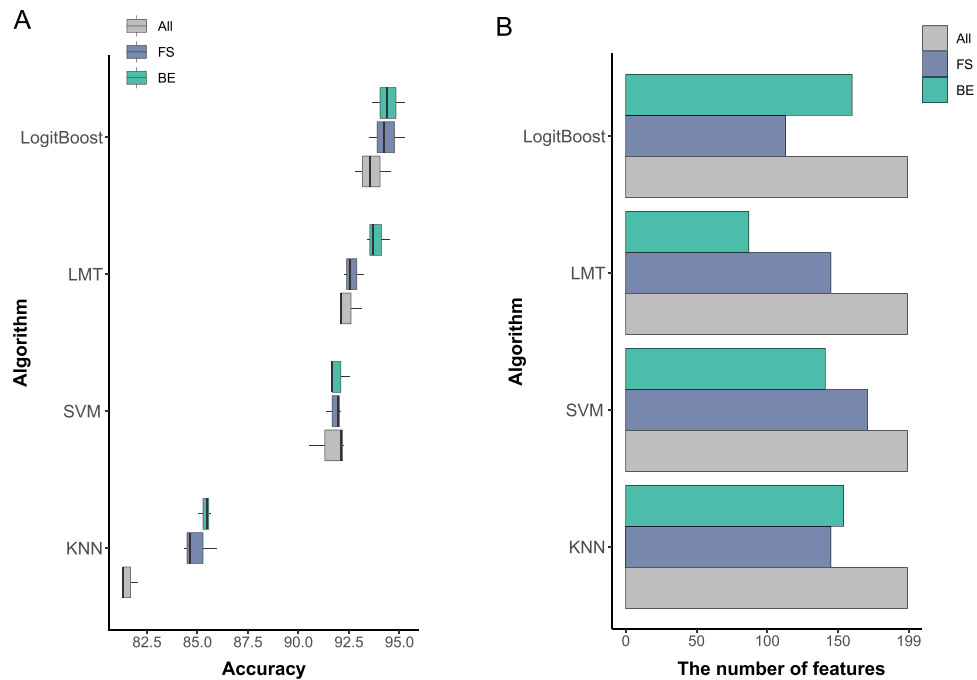 A
All
FS
BE
LogitBoost
LMT
SVM
KNN
Algorithm
82.5 85.0 87.5 90.0 92.5 95.0
Accuracy
B
All
FS
BE
LogitBoost
LMT
SVM
KNN
Algorithm
0 50 100 150 199
The number of features